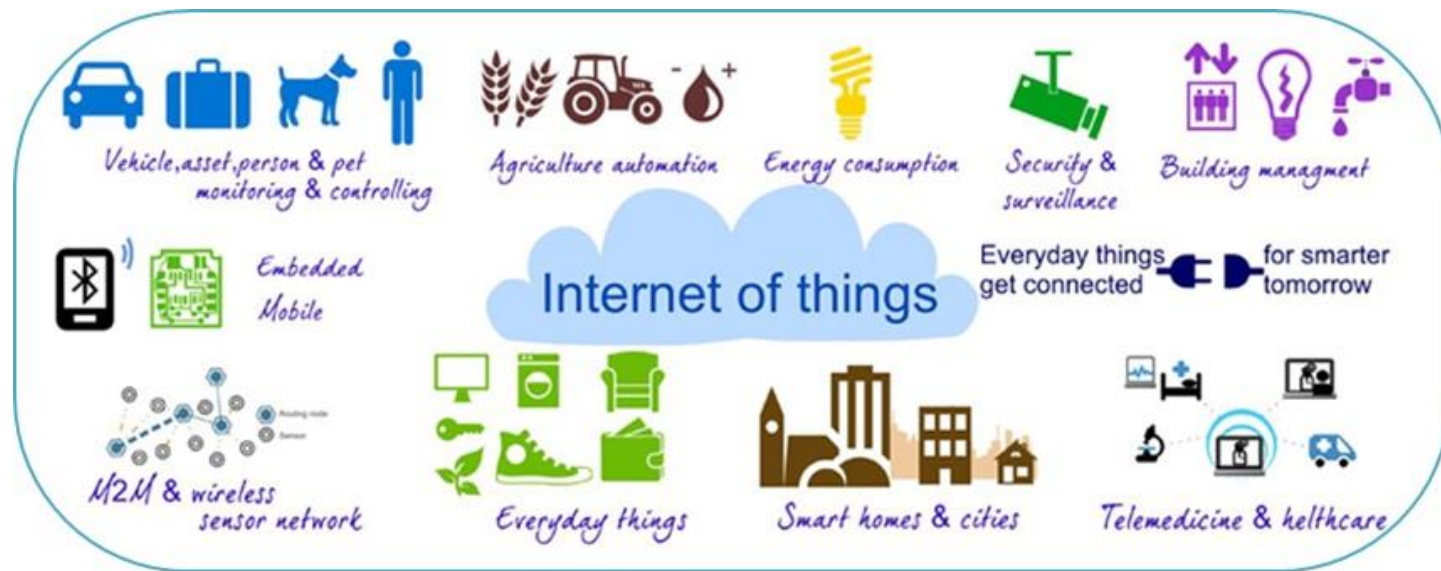 Vehicle,asset,person & pet
monitoring & controlling
Agriculture automation
Energy consumption
Security &
surveillance
Building managment
Embedded
Mobile
Internet of things
Everyday things
get connected
for smarter
tomorrow
Routing node
Sensor
M2M & wireless
sensor network
Everyday things
Smart homes & cities
Telemedicine & helthcare